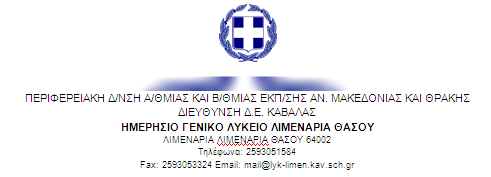 ΠΕΡΙΦΕΡΕΙΑΚΗ Δ/ΝΣΗ Α/ΘΜΙΑΣ ΚΑΙ Β/ΘΜΙΑΣ ΕΚΠ/ΣΗΣ ΑΝ. ΜΑΚΕΔΟΝΙΑΣ ΚΑΙ ΘΡΑΚΗΣ
ΔΙΕΥΘΥΝΣΗ Δ.Ε. ΚΑΒΑΛΑΣ
ΗΜΕΡΗΣΙΟ ΓΕΝΙΚΟ ΛΥΚΕΙΟ ΛΙΜΕΝΑΡΙΑ ΘΑΣΟΥ
ΛΙΜΕΝΑΡΙΑ ΛΙΜΕΝΑΡΙΑ ΘΑΣΟΥ 64002
Τηλέφωνα: 2593051584
Fax: 2593053324 Email: mail@lyk-limen.kav.sch.gr